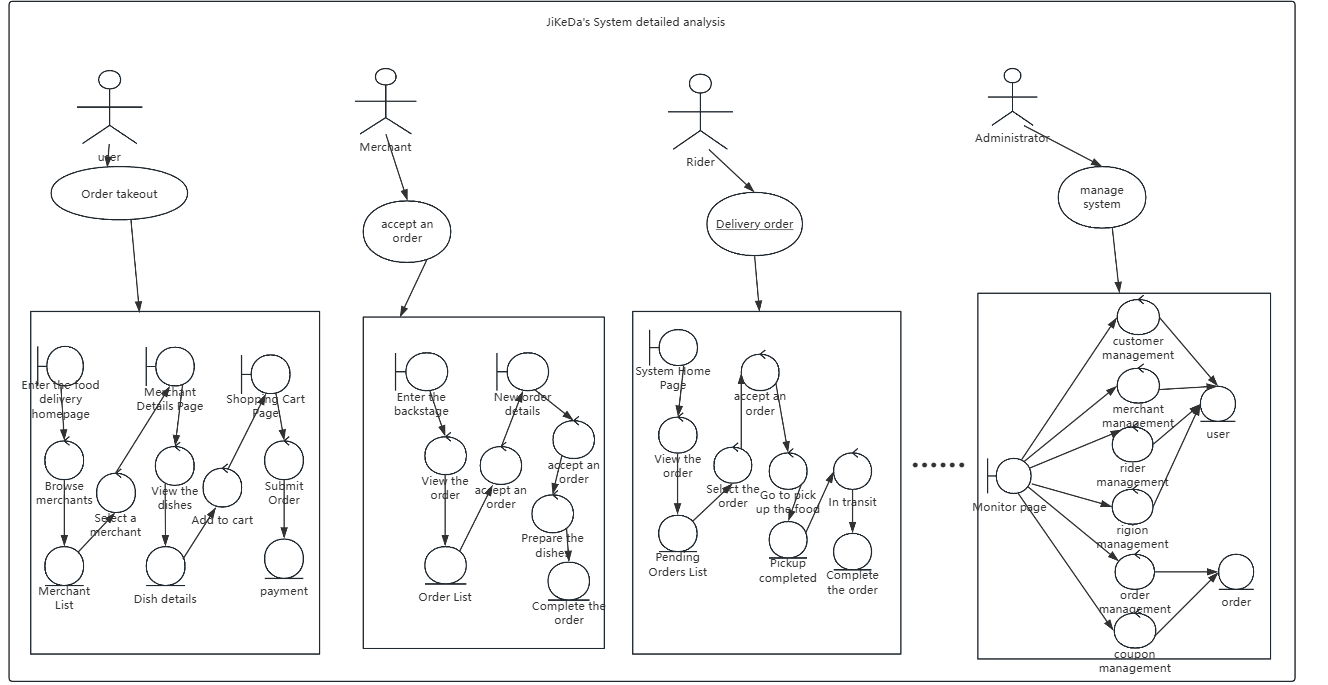 JiKeDa's System detailed analysis
user
Order takeout
Enter the food
delivery
homepage
Merchant
Details Page
Shopping Cart
Page
Browse
merchants
Select a
merchant
View the
dishes
Add to cart
Submit
Order
Merchant
List
Dish details
payment
Merchant
accept an
order
Enter the
backstage
New order
details
View the
order
accept an
order
accept an
order
Prepare the
dishes
Order List
Complete the
order
Rider
Delivery order
System Home
Page
accept an
order
View the
order
Select the
order
Go to pick
up the food
In transit
Pending
Orders List
Pickup
completed
Complete
the order
Administrator
manage
system
Monitor page
customer
management
merchant
management
rider
management
rigion
management
order
management
coupon
management
user
order